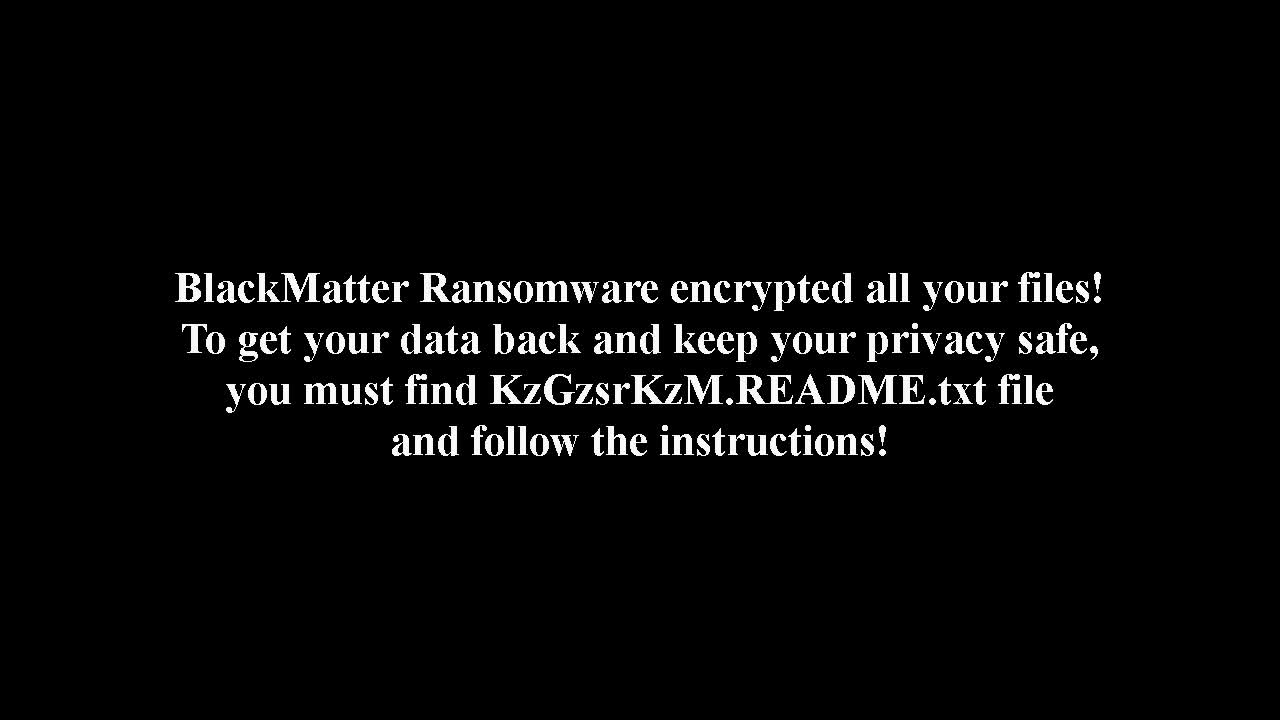 BlackMatter Ransomware encrypted all your files!
To get your data back and keep your privacy safe,
you must find KzGzsrKzM.README.txt file
and follow the instructions!